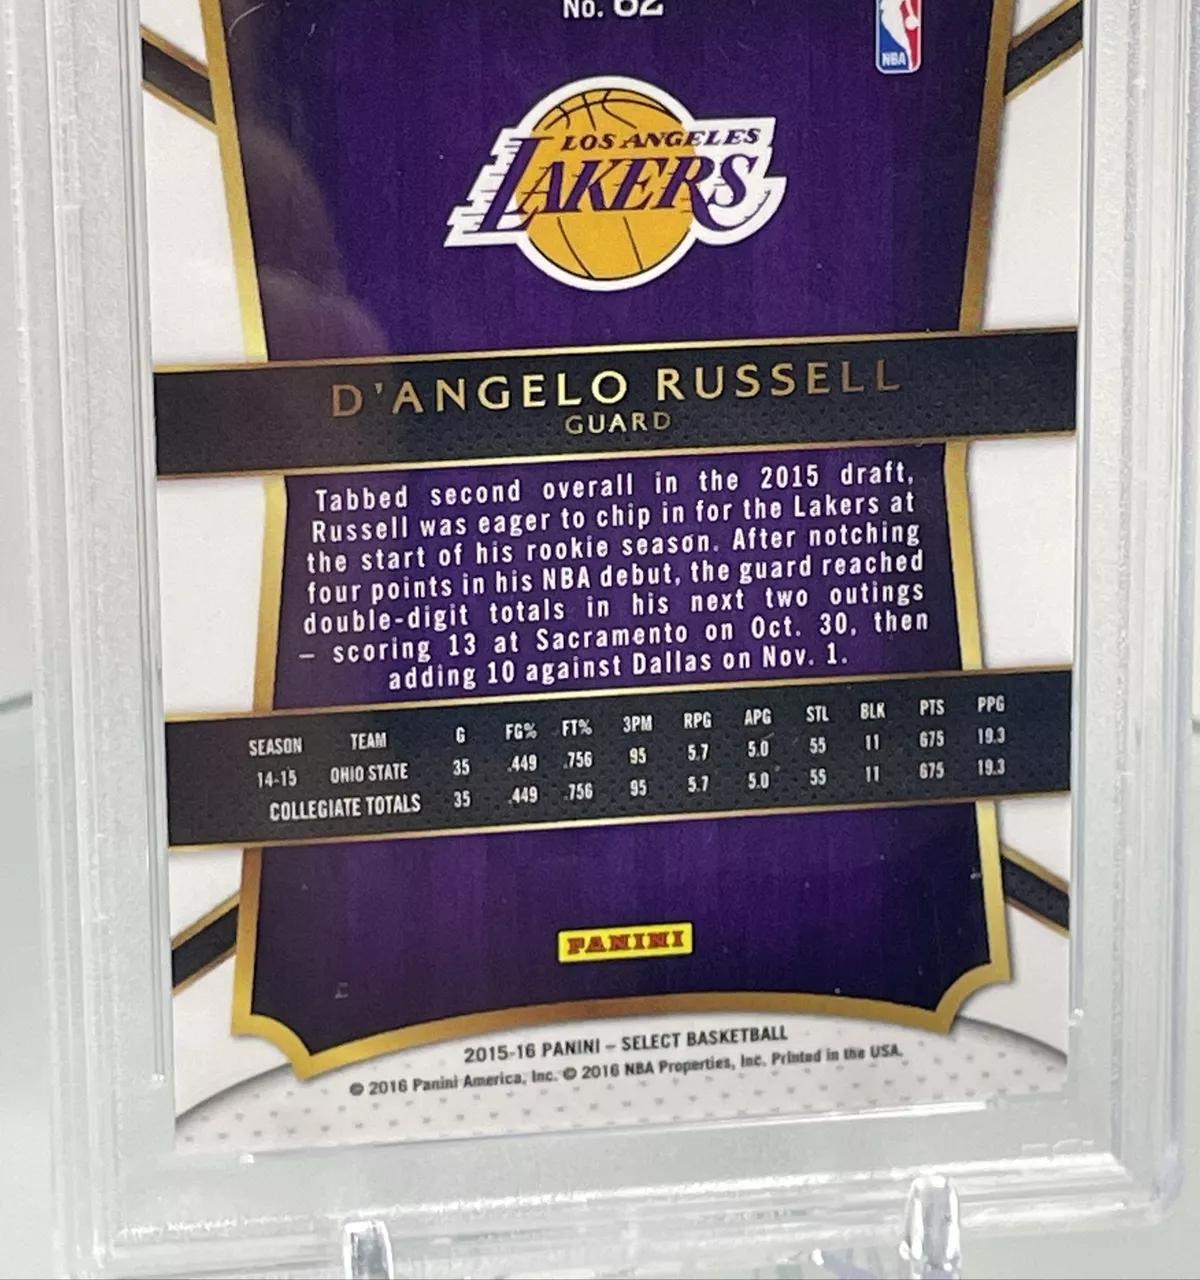 No. 62
NBA
LOS ANGELES
LAKERS
D'ANGELO RUSSELL
GUARD
Tabbed second overall in the 2015 draft,
Russell was eager to chip in for the Lakers at
the start of his rookie season. After notching
four points in his NBA debut, the guard reached
double-digit totals in his next two outings
– scoring 13 at Sacramento on Oct. 30, then
adding 10 against Dallas on Nov. 1.
SEASON TEAM G FG% FT% 3PM RPG APG STL BLK PTS PPG
14-15 OHIO STATE 35 .449 .756 95 5.7 5.0 55 11 675 19.3
COLLEGIATE TOTALS 35 .449 .756 95 5.7 5.0 55 11 675 19.3
PANINI
2015-16 PANINI – SELECT BASKETBALL
© 2016 Panini America, Inc. © 2016 NBA Properties, Inc. Printed in the USA.